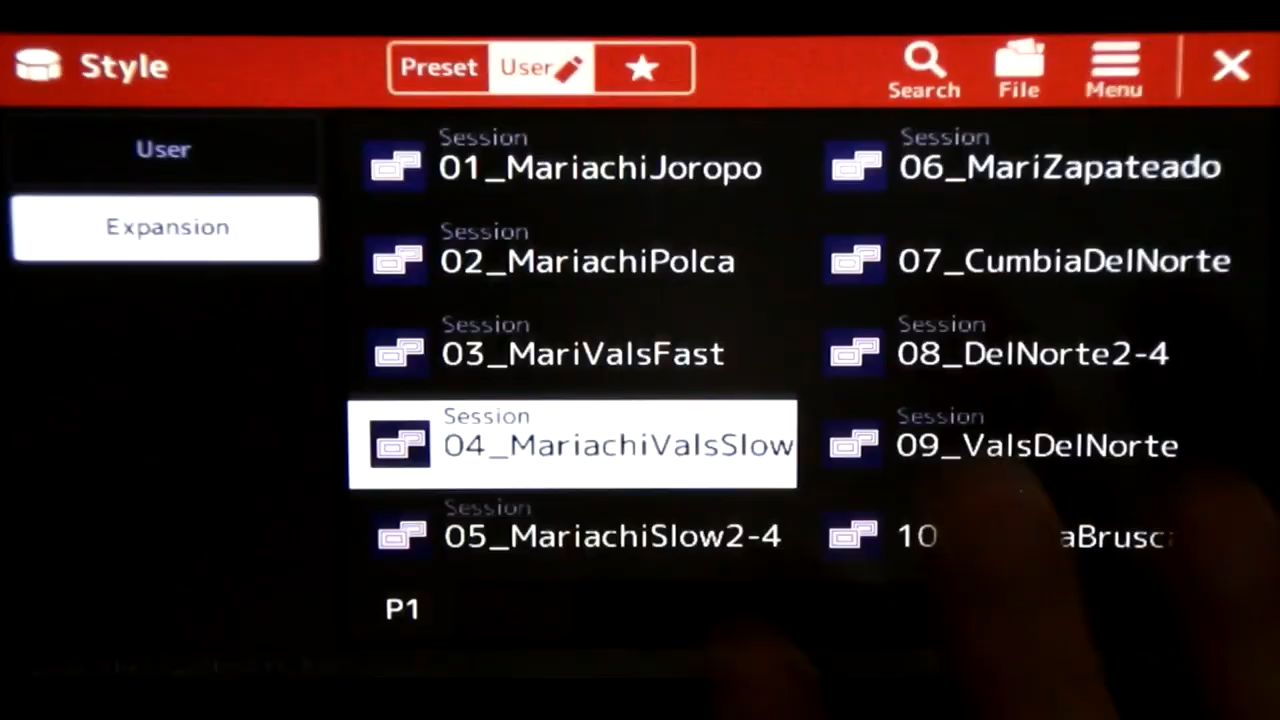 Style
Preset
User
Search
File
Menu
User
Expansion
Session
01_MariachiJoropo
Session
02_MariachiPolca
Session
03_MariValsFast
Session
04_MariachiValsSlow
Session
05_MariachiSlow2-4
P1
Session
06_MariZapateado
07_CumbiaDelNorte
Session
08_DelNorte2-4
Session
09_ValsDelNorte
10